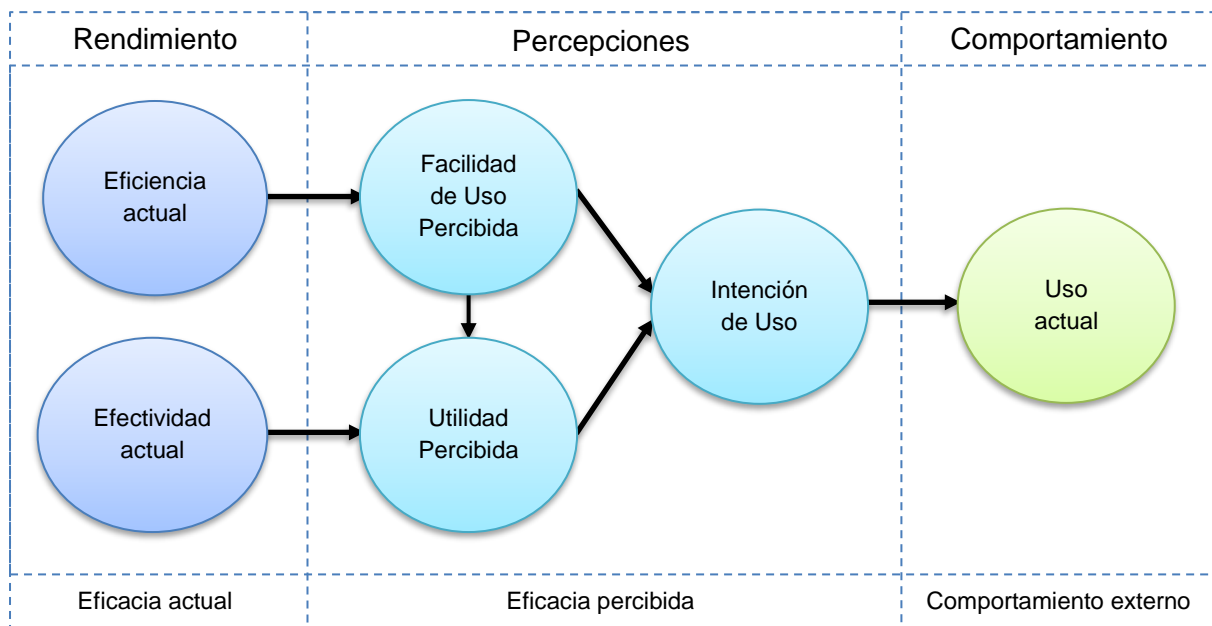 Rendimiento
Percepciones
Comportamiento
Eficiencia
actual
Facilidad
de Uso
Percibida
Intención
de Uso
Uso
actual
Efectividad
actual
Utilidad
Percibida
Eficacia actual
Eficacia percibida
Comportamiento externo